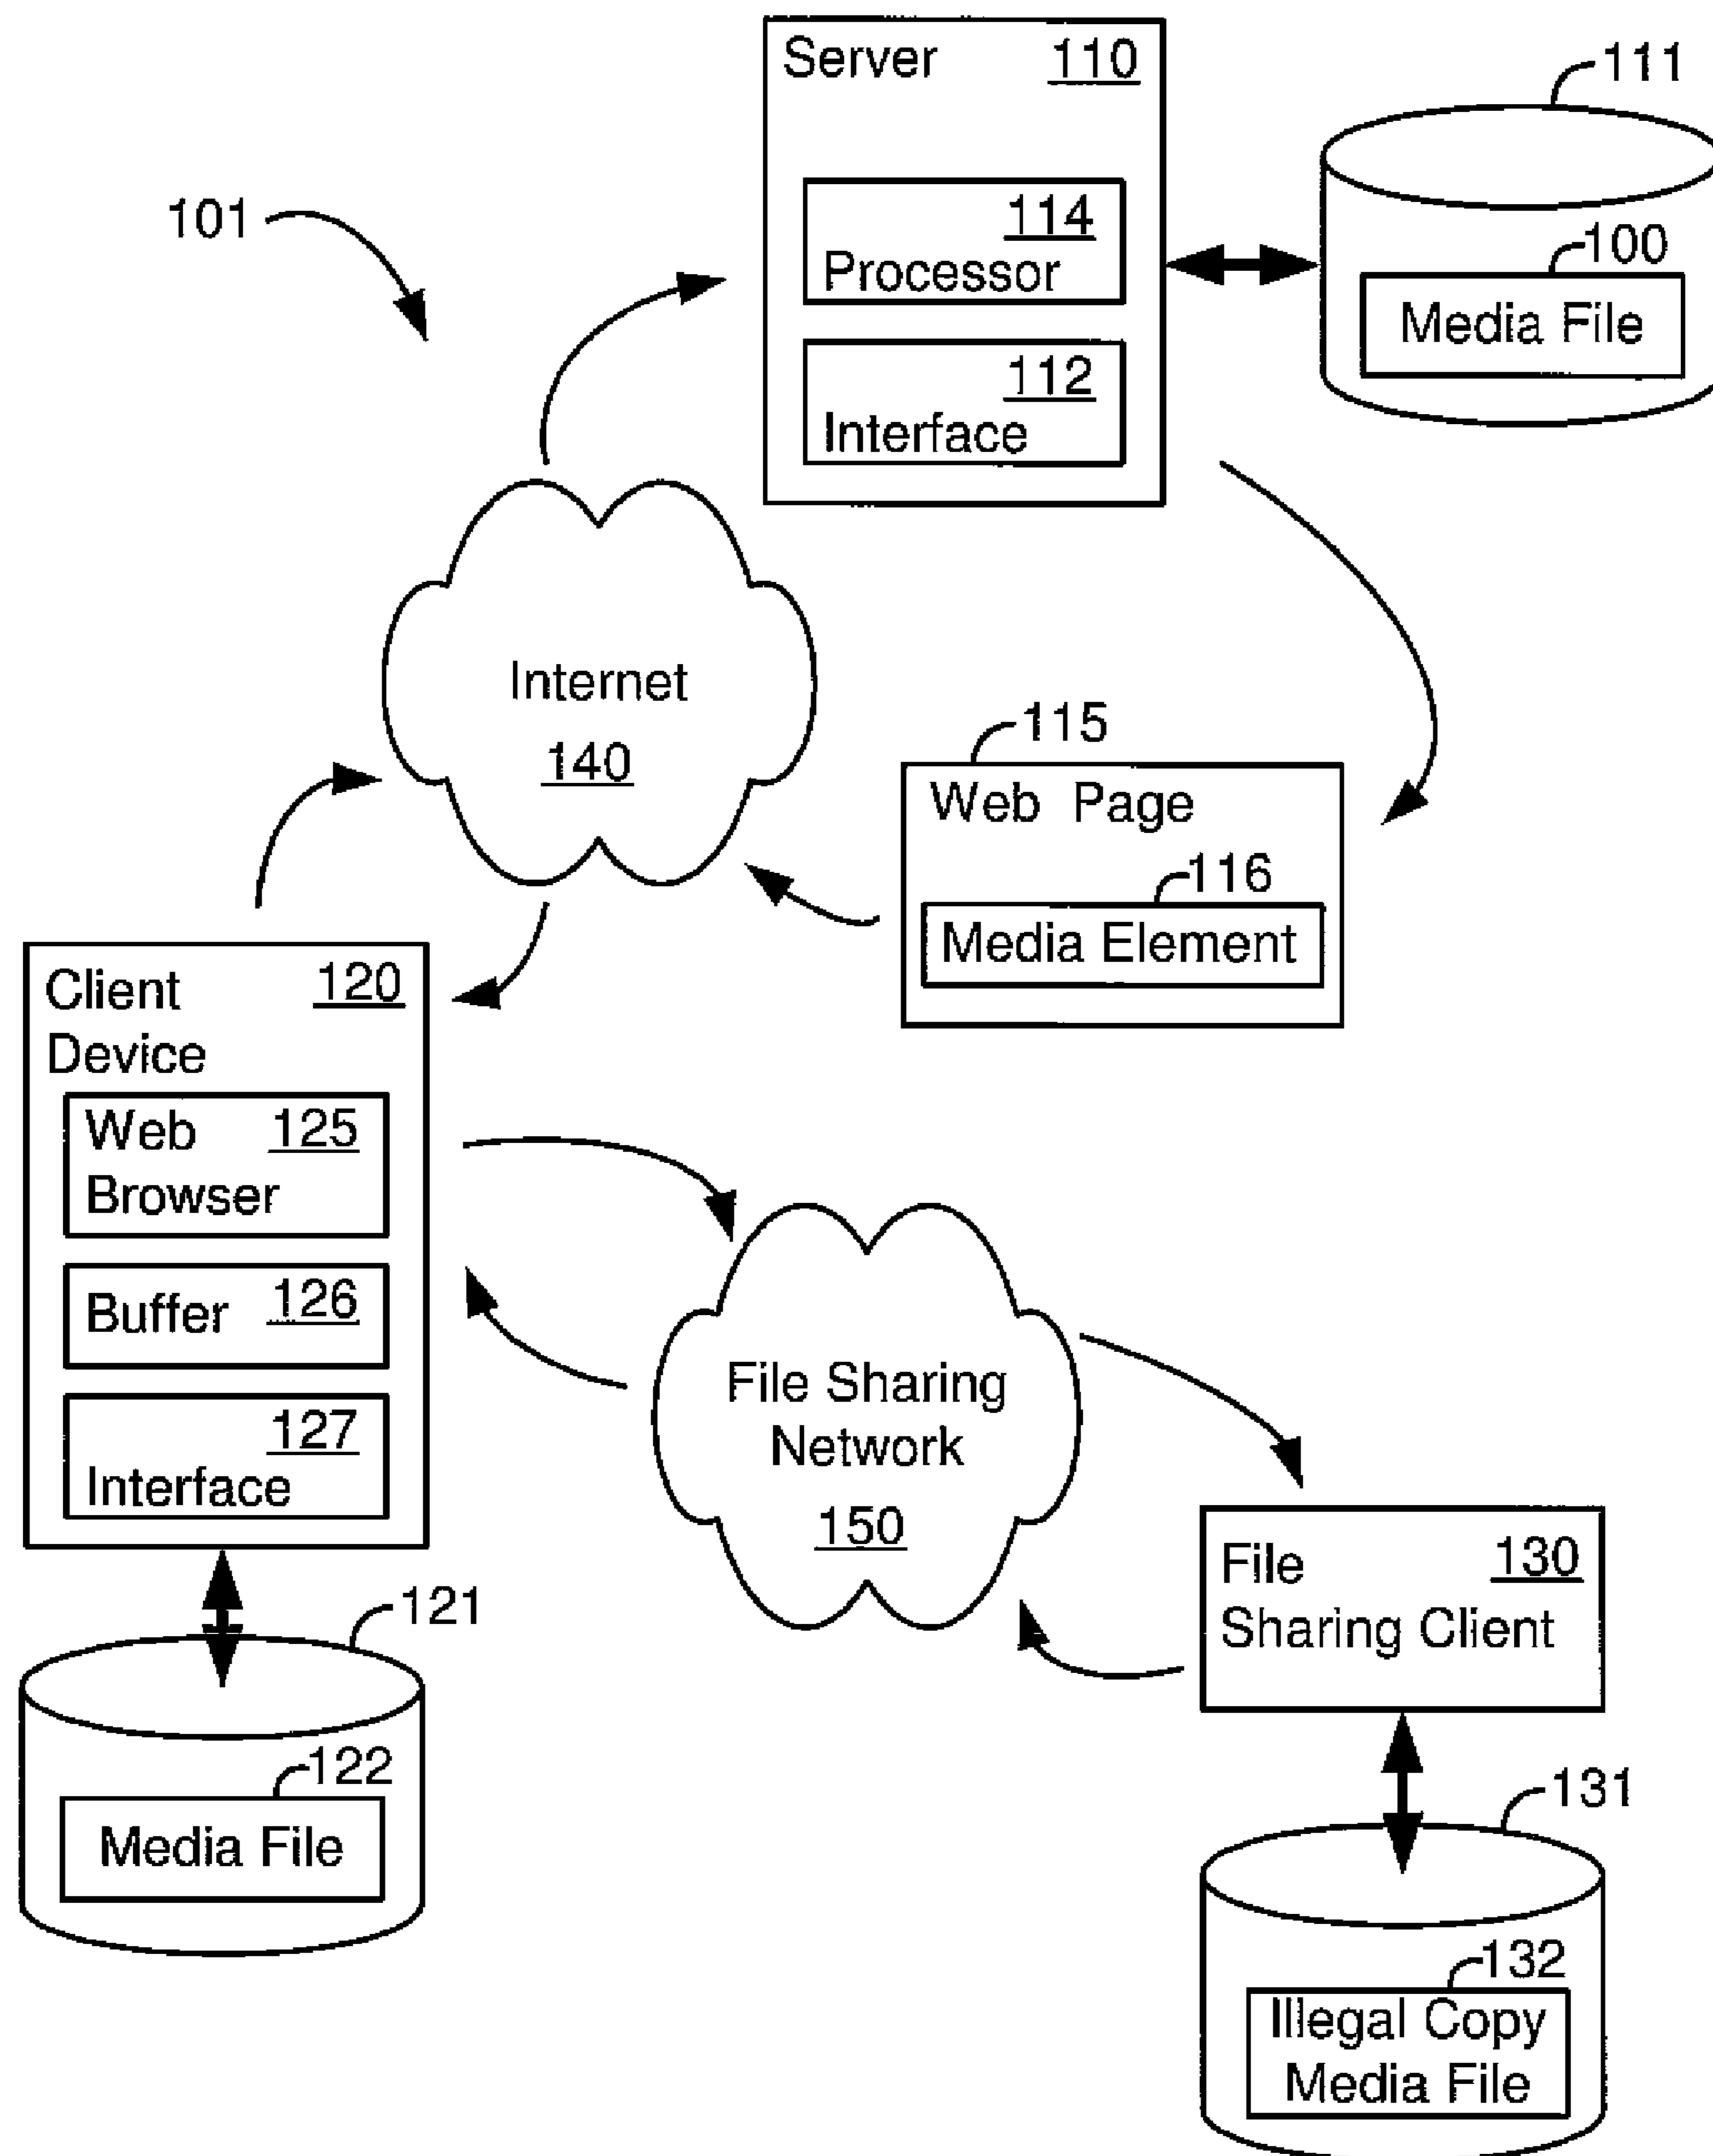 Server 110
111
101
114
Processor
100
Media File
112
Interface
Internet
140
115
Web Page
116
Media Element
Client 120
Device
Web 125
Browser
Buffer 126
127
Interface
File Sharing
Network
150
File 130
Sharing Client
121
122
Media File
131
132
Illegal Copy
Media File